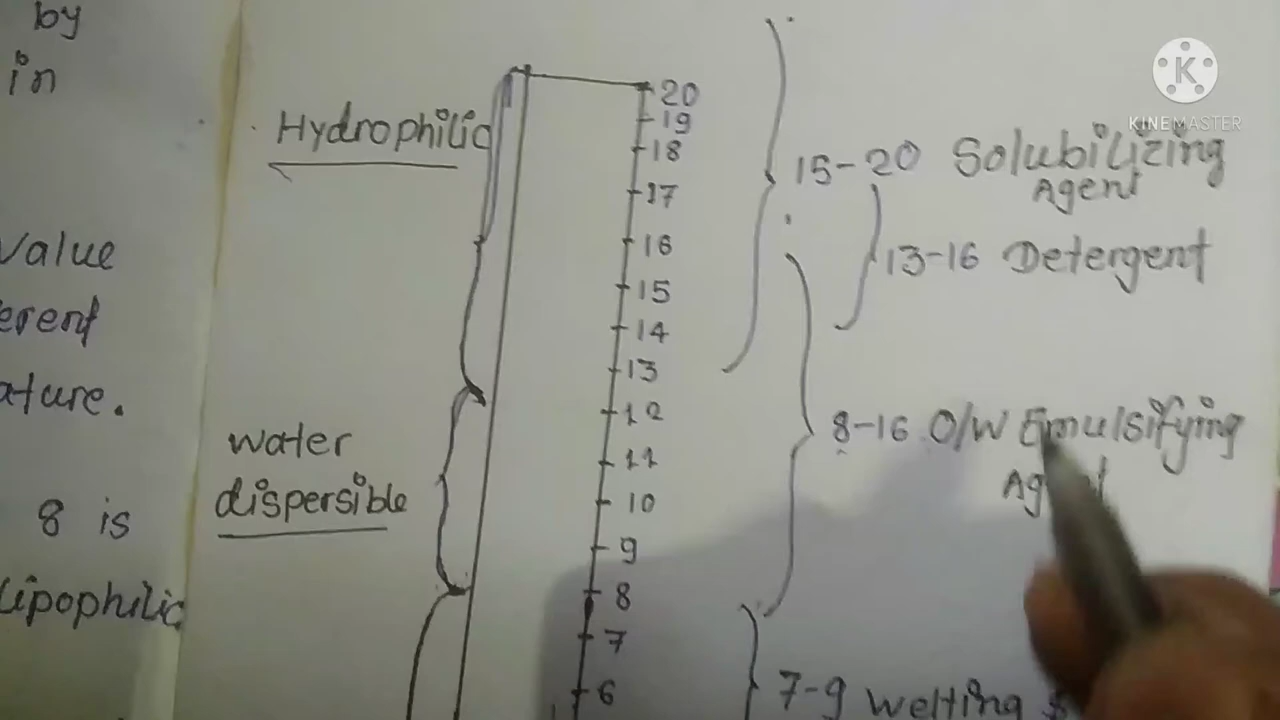 by
in
value
erent
ature.
8 is
Lipophilic
Hydrophilic
water
dispersible
20
19
18
17
16
15
14
13
12
11
10
9
8
7
6
15-20 Solubilizing
Agent
13-16 Detergent
8-16 O/W Emulsifying
7-9 Wetting
KINEMASTER